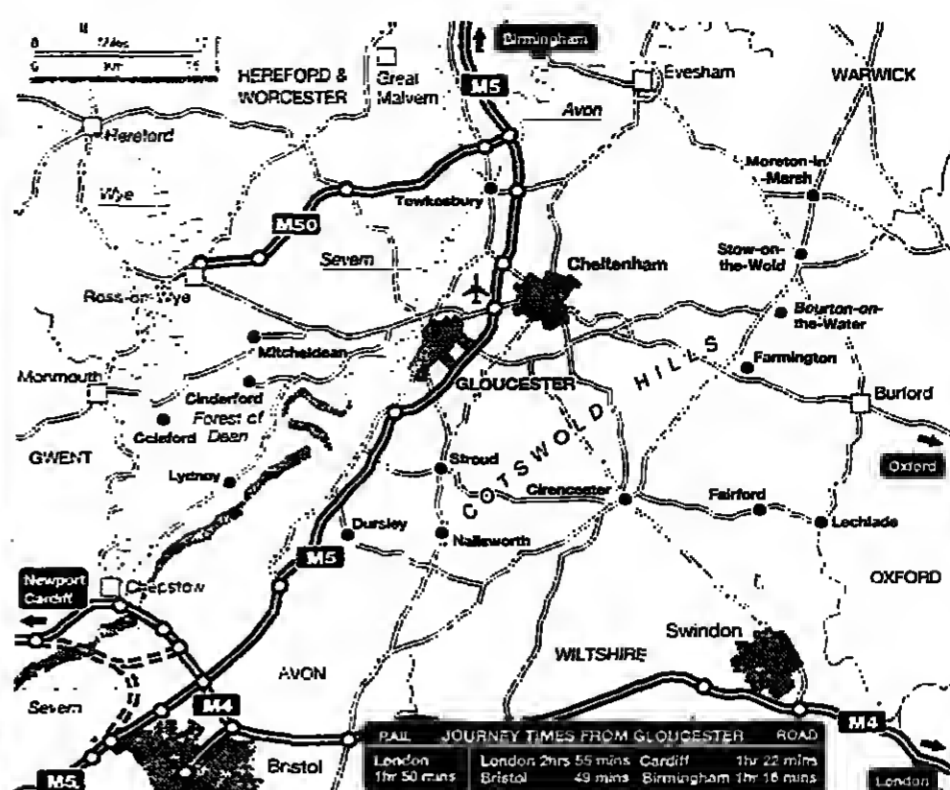 Miles
HEREFORD &
WORCESTER
Great
Malvern
M5
Birmingham
Evesham
WARWICK
Avon
Hereford
Wye
Moreton-in
-Marsh
Tewkesbury
M50
Severn
Cheltenham
Stow-on-
the-Wold
Ross-on-Wye
Bourton-on-
the-Water
Mitcheldean
Farmington
Monmouth
Cinderford
GLOUCESTER
COTSWOLD HILLS
Burford
Forest of
Dean
Coleford
GWENT
Stroud
Oxford
Lydney
Cirencester
Fairford
Dursley
Nailsworth
Lechlade
M5
Newport
Cardiff
Chepstow
OXFORD
Swindon
WILTSHIRE
AVON
Severn
M4
M4
RAIL JOURNEY TIMES FROM GLOUCESTER ROAD
London 2hrs 55 mins Cardiff 1hr 22 mins
1hr 50 mins Bristol 49 mins Birmingham 1hr 16 mins
Bristol
M5
London